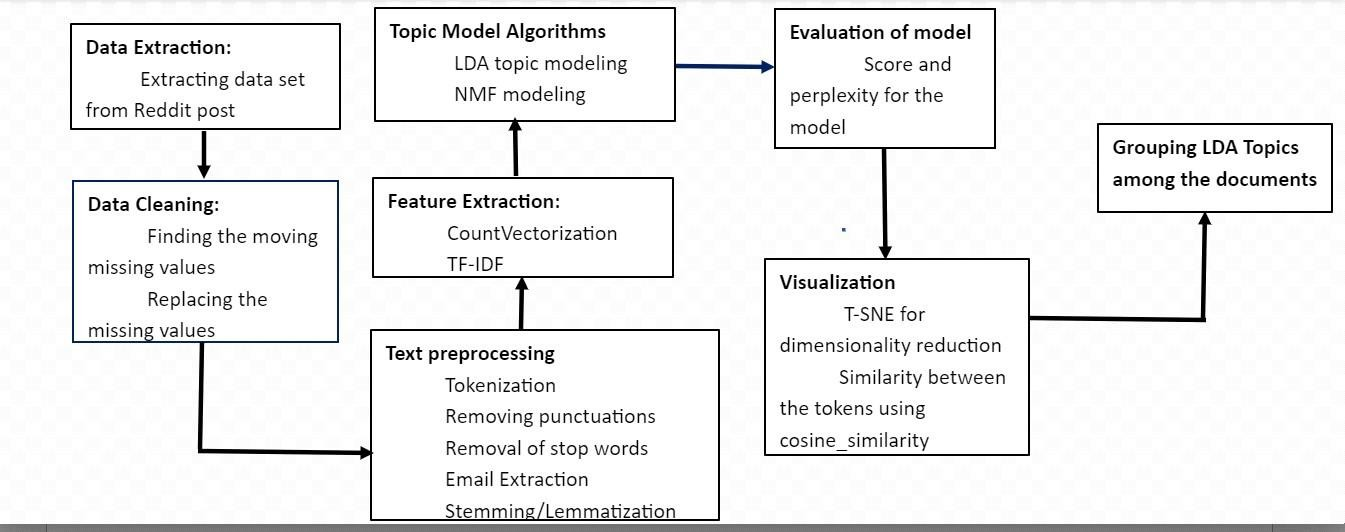 Data Extraction:
Extracting data set
from Reddit post
Data Cleaning:
Finding the moving
missing values
Replacing the
missing values
Text preprocessing
Tokenization
Removing punctuations
Removal of stop words
Email Extraction
Stemming/Lemmatization
Feature Extraction:
CountVectorization
TF-IDF
Topic Model Algorithms
LDA topic modeling
NMF modeling
Evaluation of model
Score and
perplexity for the
model
Visualization
T-SNE for
dimensionality reduction
Similarity between
the tokens using
cosine_similarity
Grouping LDA Topics
among the documents